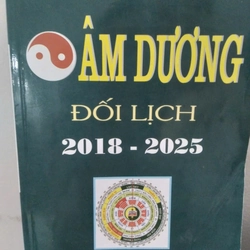 ÂM DƯƠNG
ĐỐI LỊCH
2018 - 2025